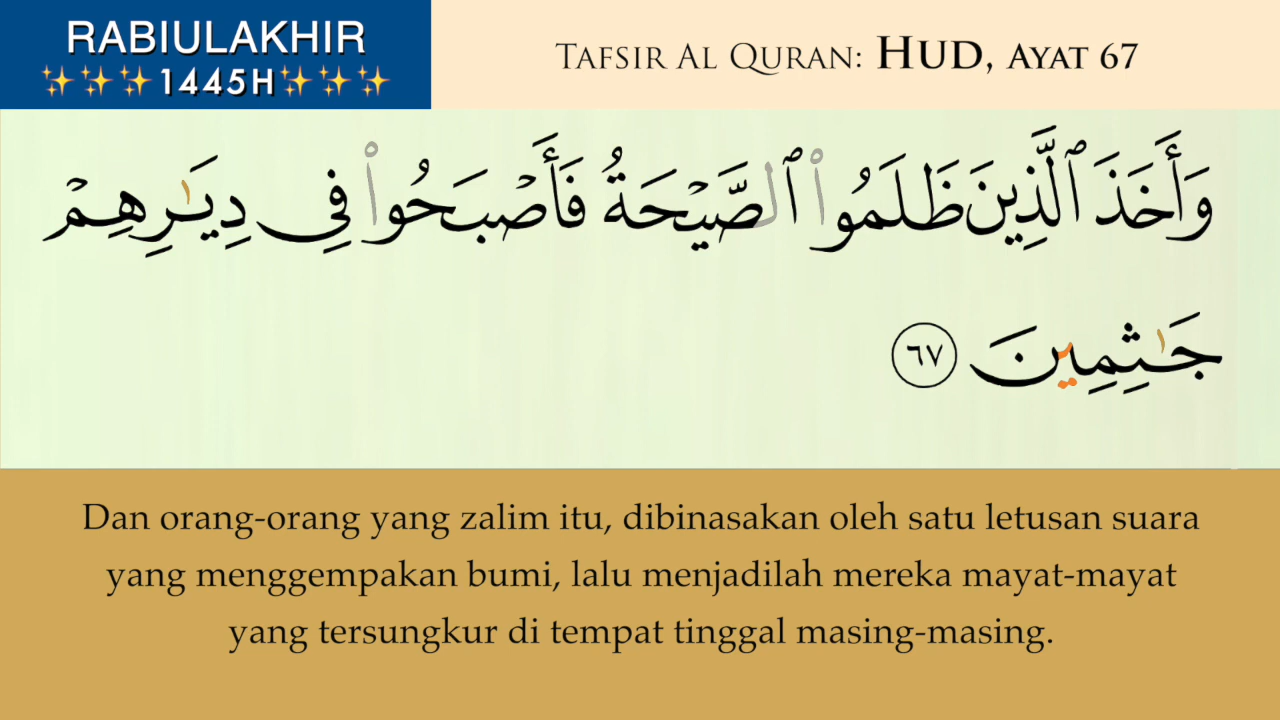 RABIULAKHIR
✨✨✨1445H✨✨✨
TAFSIR AL QURAN: HUD, AYAT 67
وَأَخَذَ ٱلَّذِينَ ظَلَمُوا۟ ٱلصَّيْحَةُ فَأَصْبَحُوا۟ فِى دِيَـٰرِهِمْ
جَـٰثِمِينَ ٦٧
Dan orang-orang yang zalim itu, dibinasakan oleh satu letusan suara
yang menggempakan bumi, lalu menjadilah mereka mayat-mayat
yang tersungkur di tempat tinggal masing-masing.